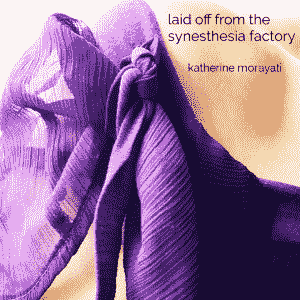 laid off from the
synesthesia factory
katherine morayati